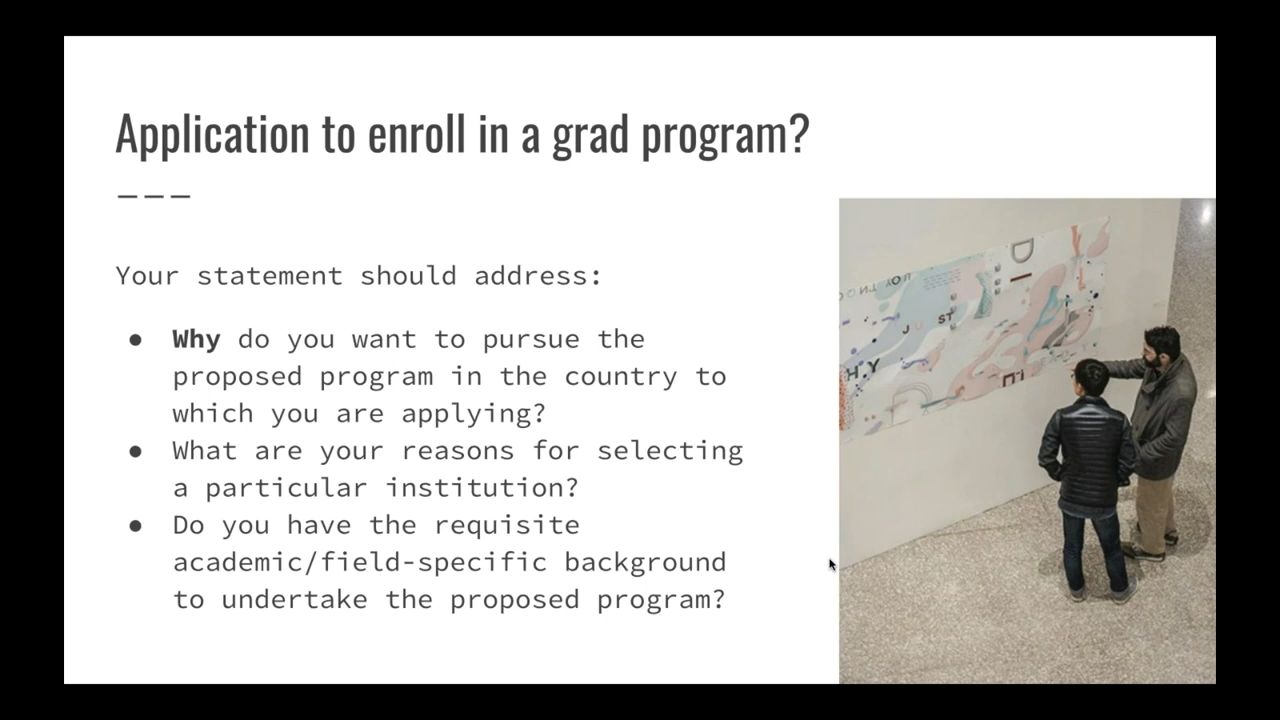 Application to enroll in a grad program?
Your statement should address:
● Why do you want to pursue the
proposed program in the country to
which you are applying?
● What are your reasons for selecting
a particular institution?
● Do you have the requisite
academic/field-specific background
to undertake the proposed program?
JUST